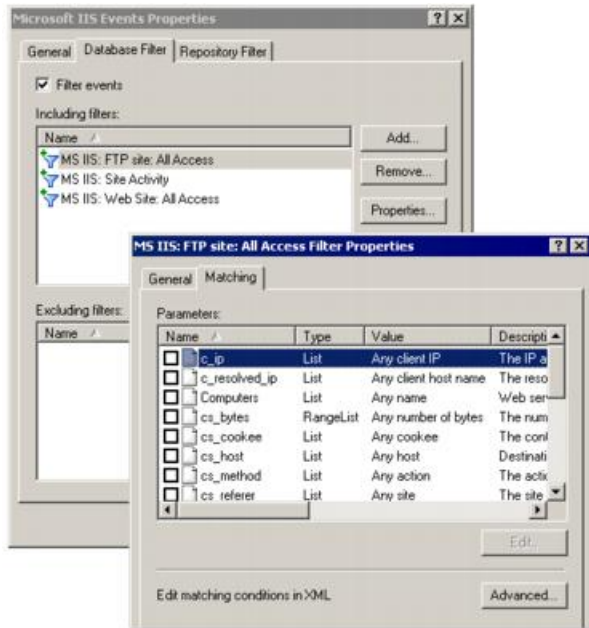 Microsoft IIS Events Properties
General Database Filter Repository Filter
Filter events
Including filters:
Name
Add...
MS IIS: FTP site: All Access
MS IIS: Site Activity
Remove...
MS IIS: Web Site: All Access
Properties...
MS IIS: FTP site: All Access Filter Properties
General Matching
Excluding filters:
Name
Parameters:
Name Type Value Descripti
c_ip List Any client IP The IP a
c_resolved_ip List Any client host name The reso
Computers List Any name Web ser
cs_bytes RangeList Any number of bytes The num
cs_cookee List Any cookee The conl
cs_host List Any host Destinati
cs_method List Any action The actic
cs_referer List Any site The site
Edit...
Edit matching conditions in XML Advanced...